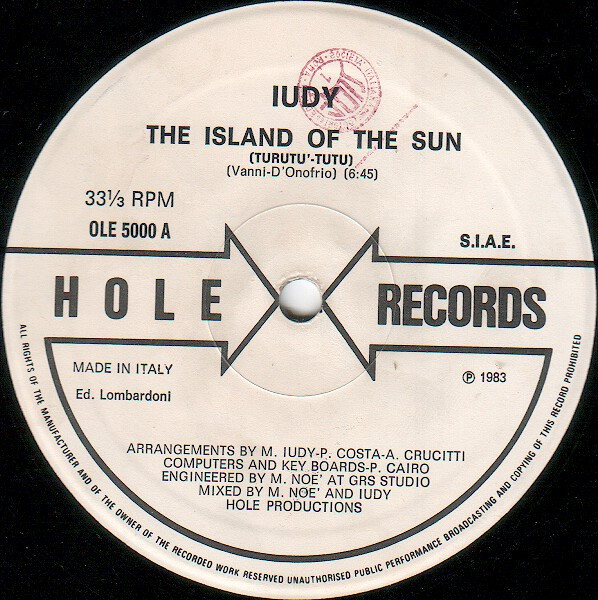 IUDY
THE ISLAND OF THE SUN
(TURUTU'-TUTU)
(Vanni-D'Onofrio) (6:45)
33⅓ RPM
OLE 5000 A
S.I.A.E.
HOLE RECORDS
MADE IN ITALY
Ed. Lombardoni
℗ 1983
ARRANGEMENTS BY M. IUDY-P. COSTA-A. CRUCITTI
COMPUTERS AND KEY BOARDS-P. CAIRO
ENGINEERED BY M. NOE' AT GRS STUDIO
MIXED BY M. NOE' AND IUDY
HOLE PRODUCTIONS
ALL RIGHTS OF THE MANUFACTURER AND OF THE OWNER OF THE RECORDED WORK RESERVED UNAUTHORISED PUBLIC PERFORMANCE BROADCASTING AND COPYING OF THIS RECORD PROHIBITED